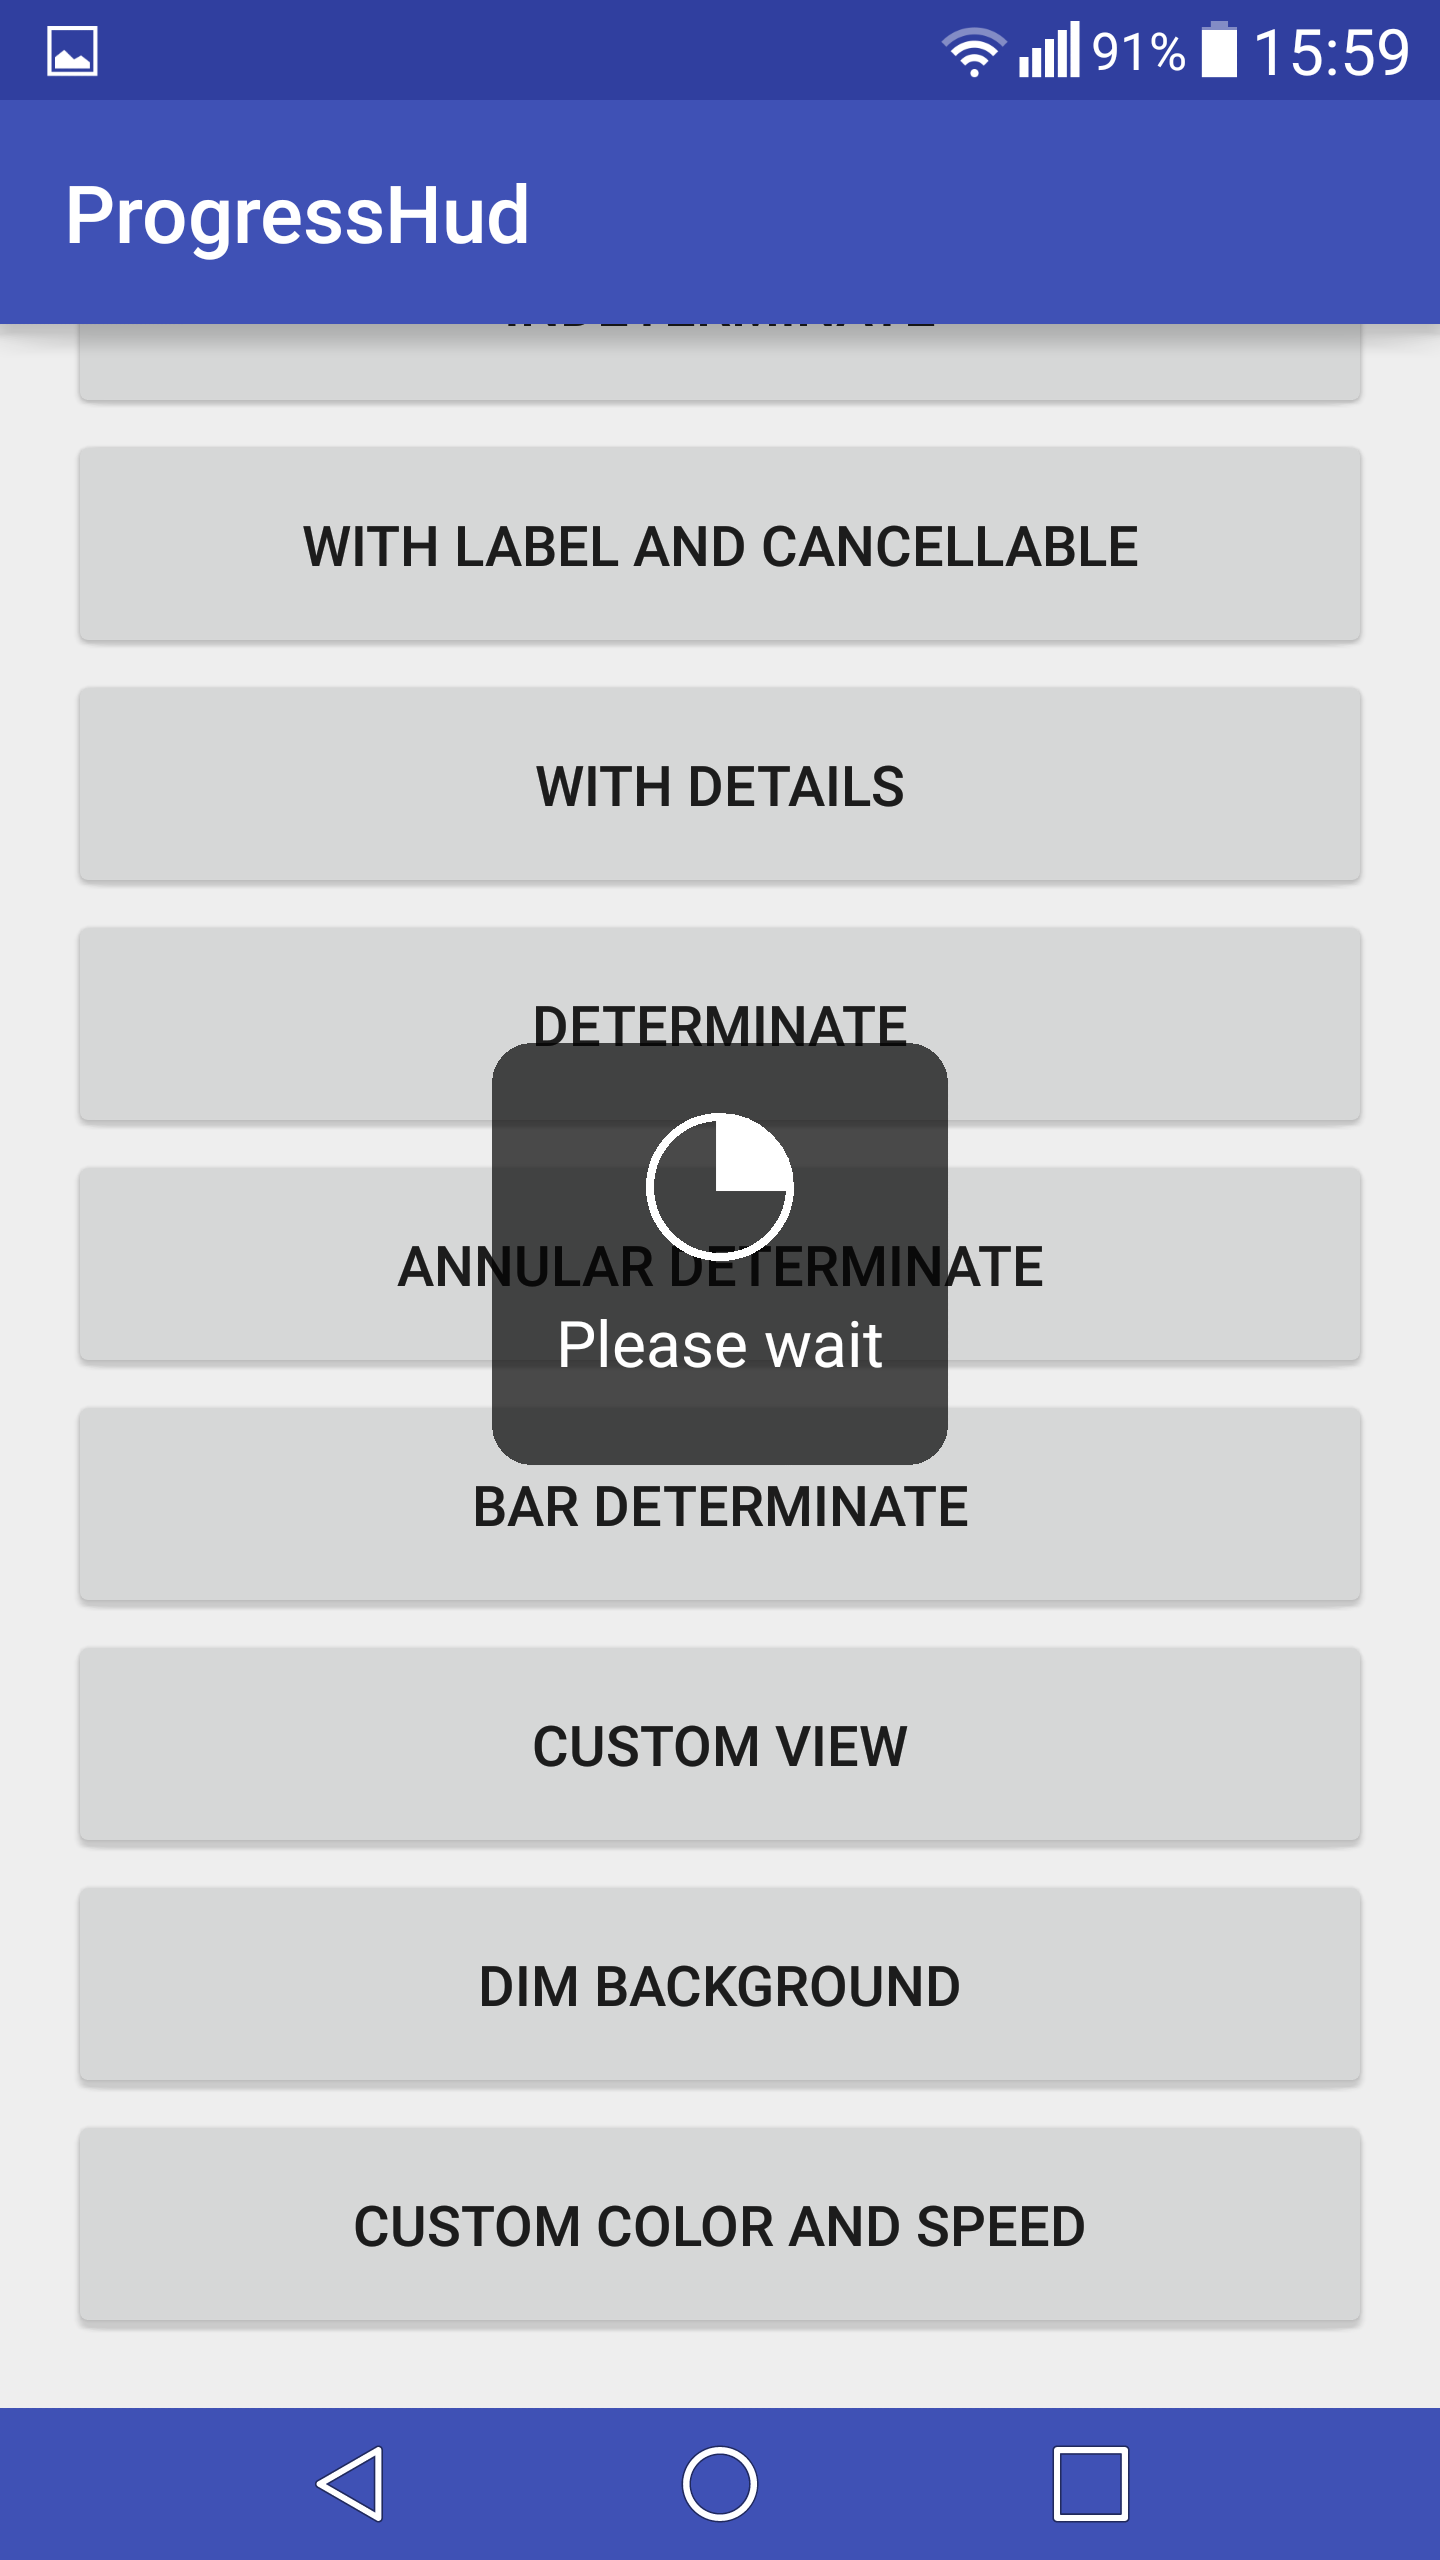 91% 15:59
ProgressHud
INDETERMINATE
WITH LABEL AND CANCELLABLE
WITH DETAILS
DETERMINATE
ANNULAR DETERMINATE
Please wait
BAR DETERMINATE
CUSTOM VIEW
DIM BACKGROUND
CUSTOM COLOR AND SPEED